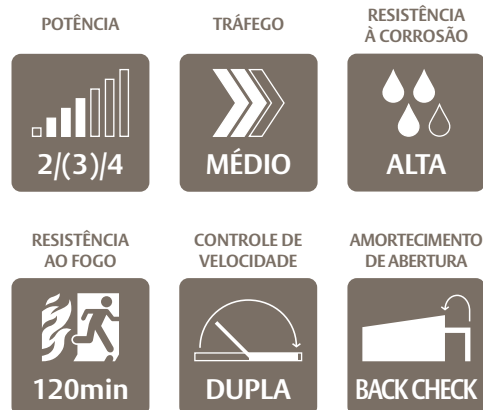 POTÊNCIA
TRÁFEGO
RESISTÊNCIA
À CORROSÃO
2/(3)/4
MÉDIO
ALTA
RESISTÊNCIA
AO FOGO
CONTROLE DE
VELOCIDADE
AMORTECIMENTO
DE ABERTURA
120min
DUPLA
BACK CHECK